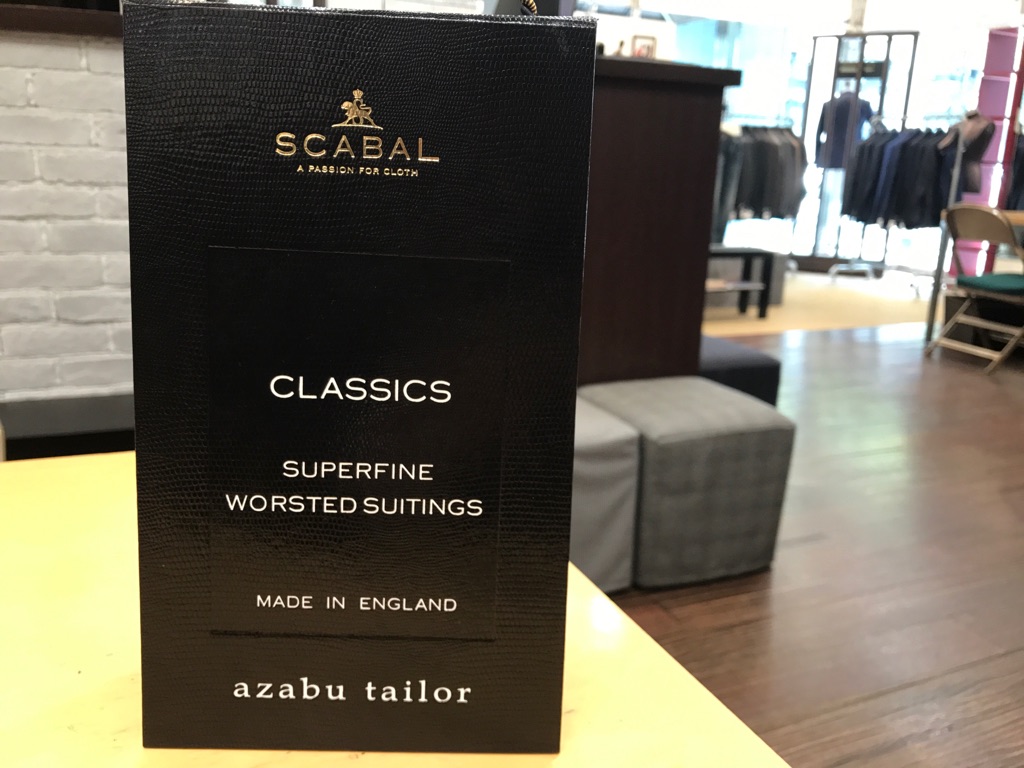 SCABAL
A PASSION FOR CLOTH
CLASSICS
SUPERFINE
WORSTED SUITINGS
MADE IN ENGLAND
azabu tailor